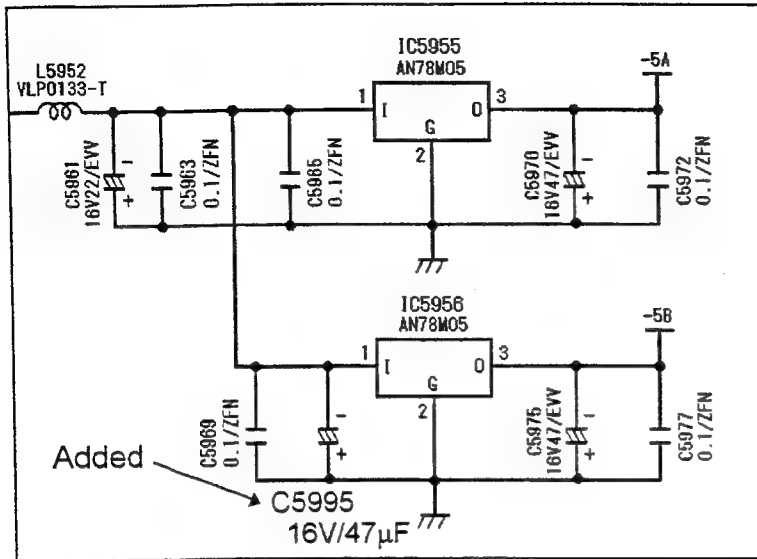 L5952
VLP0133-T
IC5955
AN78M05
-5A
1
I
G
O
3
2
C5961
16V22/EVV
-
+
C5963
0.1/ZFN
C5965
0.1/ZFN
C5970
16V47/EVV
-
+
C5972
0.1/ZFN
IC5956
AN78M05
-5B
1
I
G
O
3
2
C5969
0.1/ZFN
-
+
C5975
16V47/EVV
-
+
C5977
0.1/ZFN
Added
C5995
16V/47µF